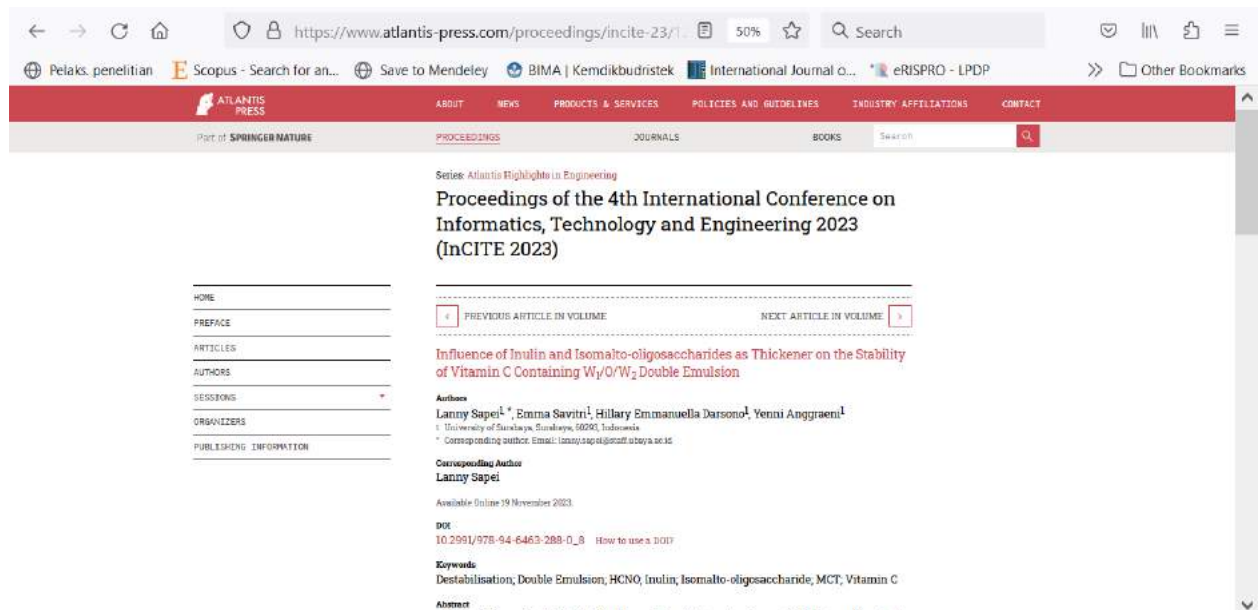 https://www.atlantis-press.com/proceedings/incite-23/1 50% Search
Pelaks. penelitian Scopus - Search for an... Save to Mendeley BIMA | Kemdikbudristek International Journal o... eRISPRO - LPDP Other Bookmarks
ATLANTIS PRESS
ABOUT NEWS PRODUCTS & SERVICES POLICIES AND GUIDELINES INDUSTRY AFFILIATIONS CONTACT
Part of SPRINGER NATURE PROCEEDINGS JOURNALS BOOKS Search
Series: Atlantis Highlights in Engineering
Proceedings of the 4th International Conference on
Informatics, Technology and Engineering 2023
(InCITE 2023)
HOME
PREFACE
ARTICLES
AUTHORS
SESSIONS
ORGANIZERS
PUBLISHING INFORMATION
PREVIOUS ARTICLE IN VOLUME NEXT ARTICLE IN VOLUME
Influence of Inulin and Isomalto-oligosaccharides as Thickener on the Stability
of Vitamin C Containing W₁/O/W₂ Double Emulsion
Authors
Lanny Sapei¹, *, Emma Savitri¹, Hillary Emmanuella Darsono¹, Yenni Anggraeni¹
¹ University of Surabaya, Surabaya, 60293, Indonesia
* Corresponding author. Email: lanny.sapei@staff.ubaya.ac.id
Corresponding Author
Lanny Sapei
Available Online 19 November 2023.
DOI
10.2991/978-94-6463-288-0_8 How to use a DOI?
Keywords
Destabilisation; Double Emulsion; HCNO; Inulin; Isomalto-oligosaccharide; MCT; Vitamin C
Abstract